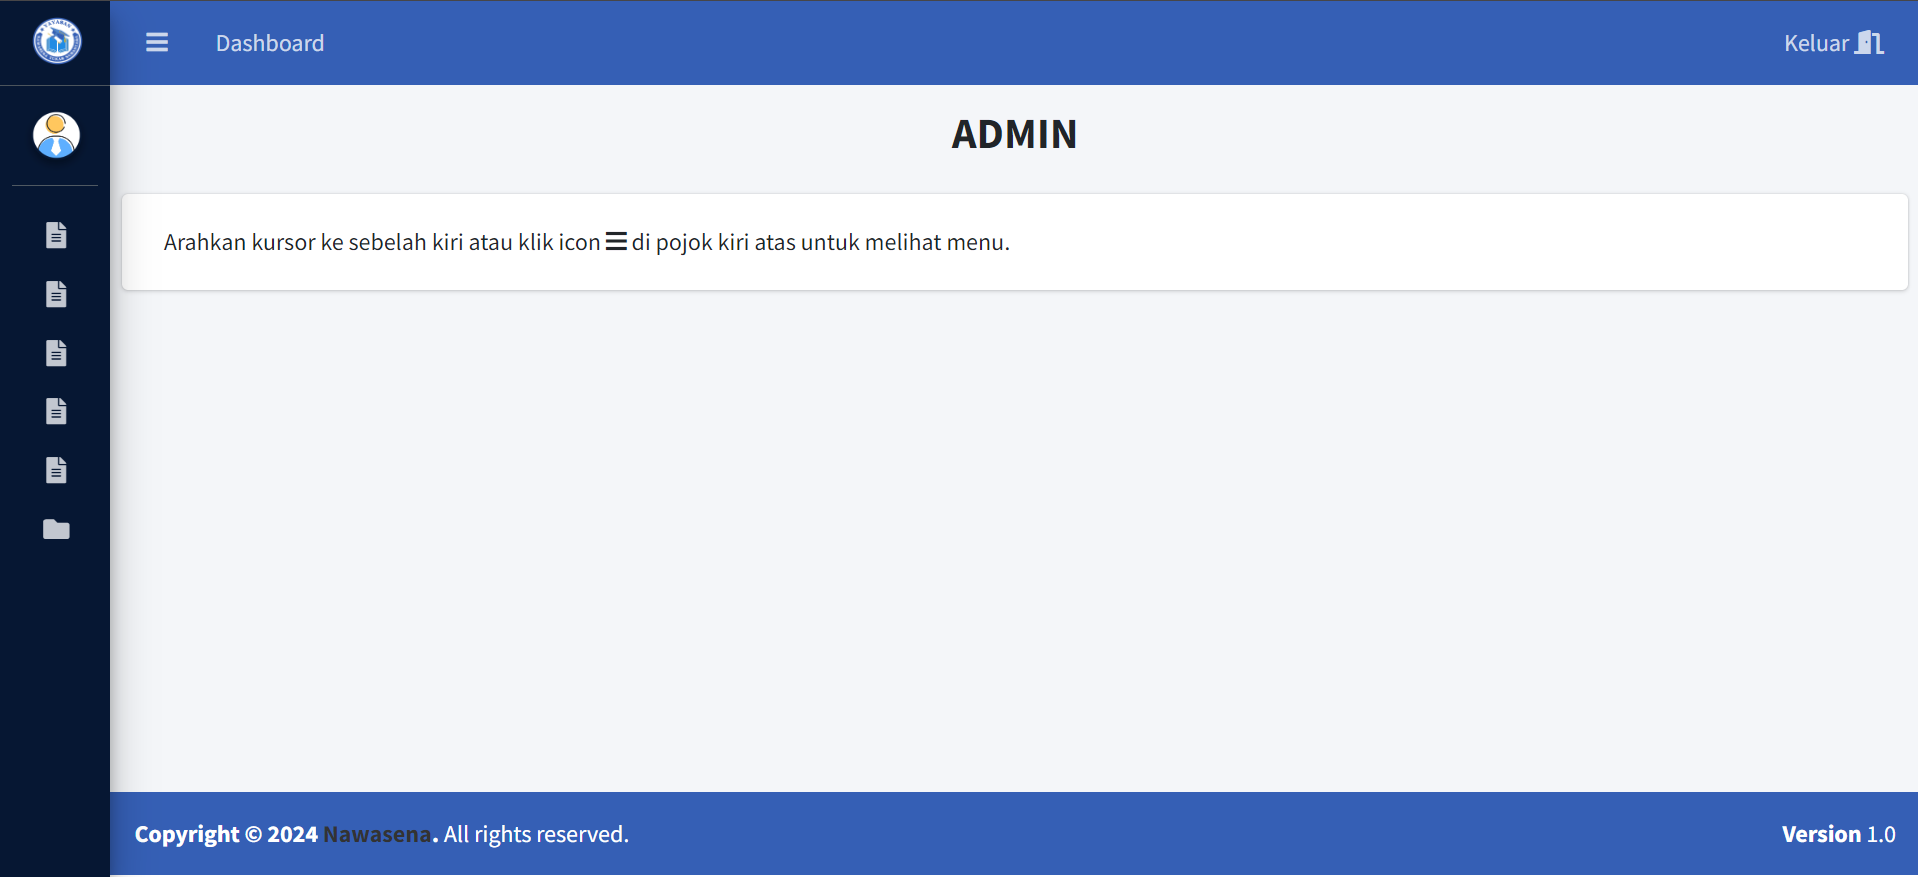 Dashboard
Keluar
ADMIN
Arahkan kursor ke sebelah kiri atau klik icon di pojok kiri atas untuk melihat menu.
Copyright © 2024 Nawasena. All rights reserved.
Version 1.0